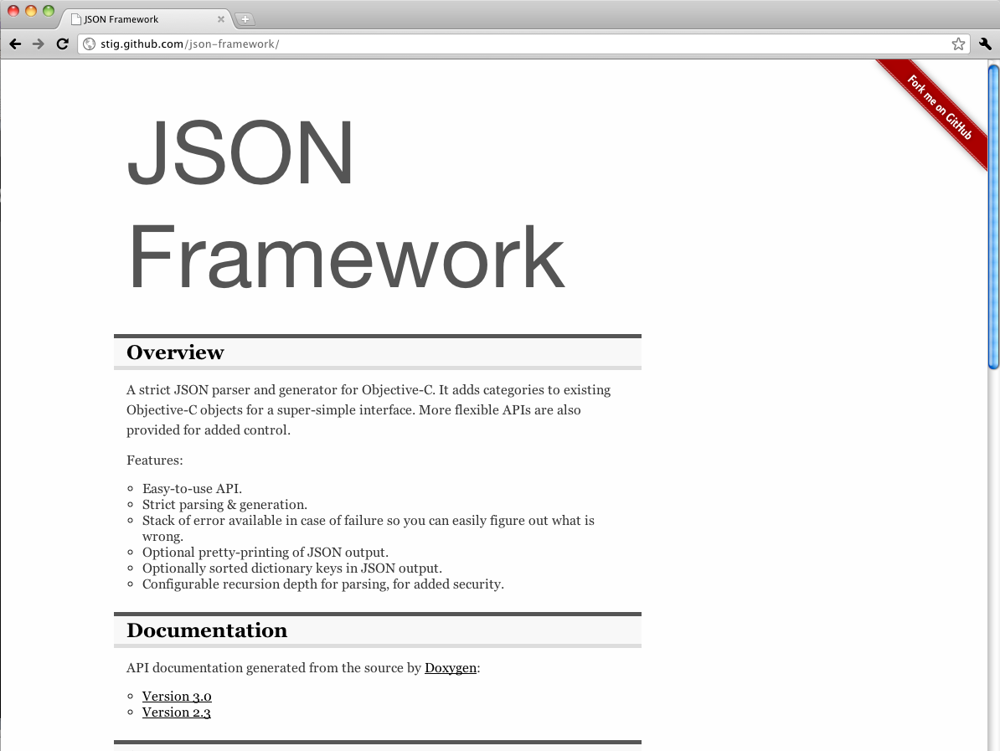 JSON Framework
stig.github.com/json-framework/
Fork me on GitHub
JSON
Framework
Overview
A strict JSON parser and generator for Objective-C. It adds categories to existing
Objective-C objects for a super-simple interface. More flexible APIs are also
provided for added control.
Features:
Easy-to-use API.
Strict parsing & generation.
Stack of error available in case of failure so you can easily figure out what is
wrong.
Optional pretty-printing of JSON output.
Optionally sorted dictionary keys in JSON output.
Configurable recursion depth for parsing, for added security.
Documentation
API documentation generated from the source by Doxygen:
Version 3.0
Version 2.3